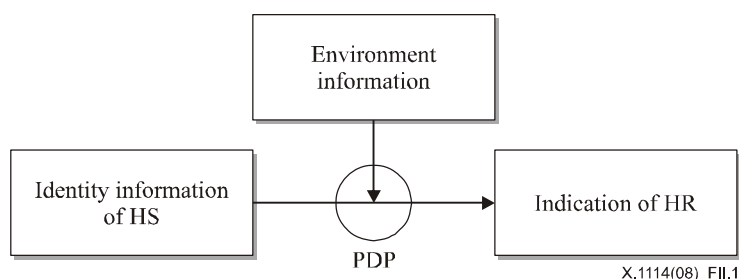 Environment
information
Identity information
of HS
Indication of HR
PDP
X.1114(08)_FII.1